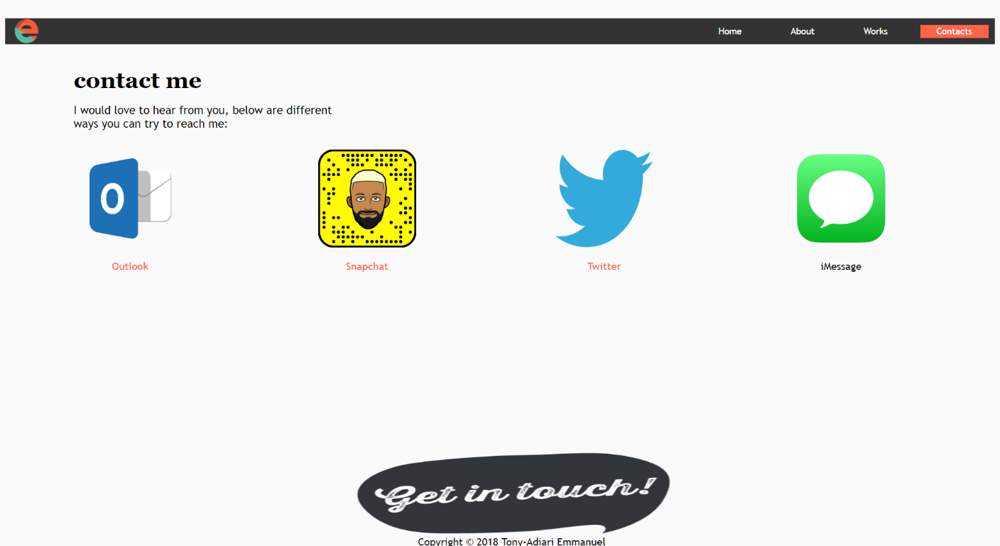 Home About Works Contacts
contact me
I would love to hear from you, below are different
ways you can try to reach me:
Outlook Snapchat Twitter iMessage
Get in touch!
Copyright © 2018 Tony-Adiari Emmanuel